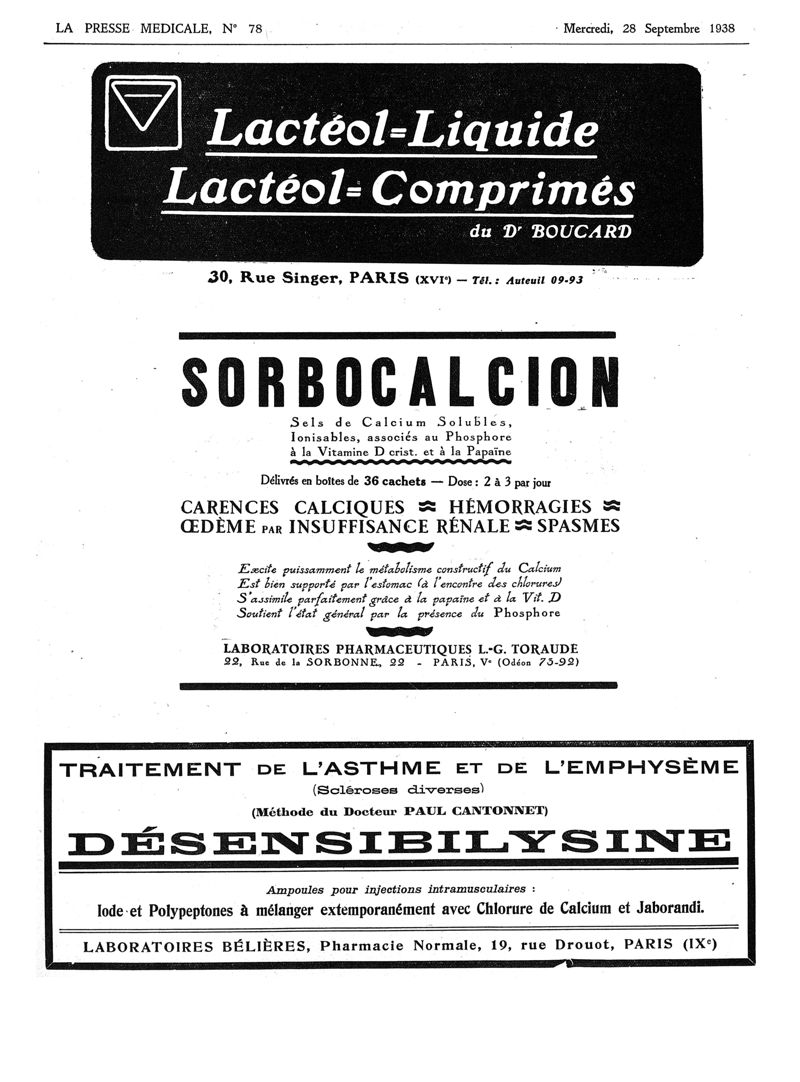 LA PRESSE MEDICALE, N° 78
Mercredi, 28 Septembre 1938
Lactéol=Liquide
Lactéol=Comprimés
du Dr BOUCARD
30, Rue Singer, PARIS (XVIe) — Tél. : Auteuil 09-93
SORBOCALCION
Sels de Calcium Solubles,
Ionisables, associés au Phosphore
à la Vitamine D crist. et à la Papaïne
Délivrés en boîtes de 36 cachets — Dose : 2 à 3 par jour
CARENCES CALCIQUES ≈ HÉMORRAGIES ≈
ŒDÈME PAR INSUFFISANCE RÉNALE ≈ SPASMES
Excite puissamment le métabolisme constructif du Calcium
Est bien supporté par l'estomac (à l'encontre des chlorures)
S'assimile parfaitement grâce à la papaïne et à la Vit. D
Soutient l'état général par la présence du Phosphore
LABORATOIRES PHARMACEUTIQUES L.-G. TORAUDE
22, Rue de la SORBONNE, 22 - PARIS, Ve (Odéon 75-92)
TRAITEMENT DE L'ASTHME ET DE L'EMPHYSÈME
(Scléroses diverses)
(Méthode du Docteur PAUL CANTONNET)
DÉSENSIBILYSINE
Ampoules pour injections intramusculaires :
Iode et Polypeptones à mélanger extemporanément avec Chlorure de Calcium et Jaborandi.
LABORATOIRES BÉLIÈRES, Pharmacie Normale, 19, rue Drouot, PARIS (IXe)